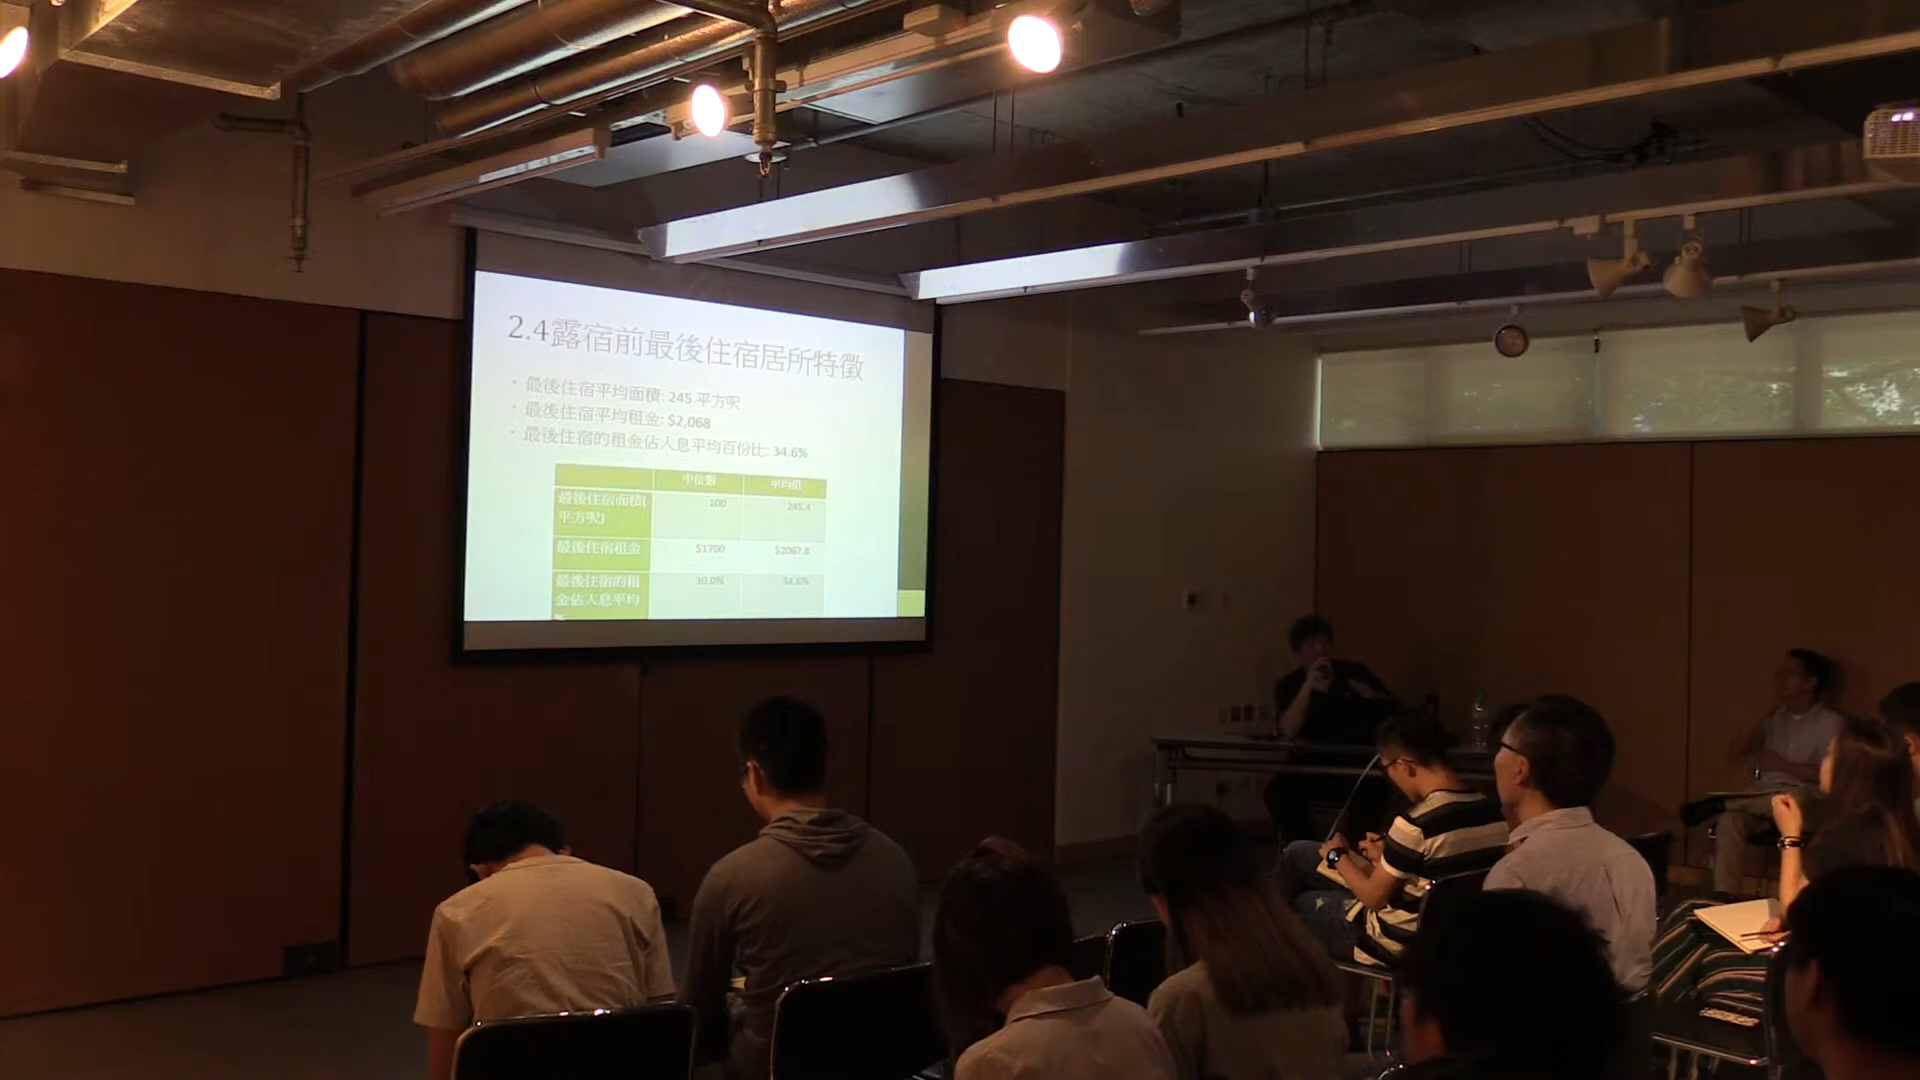 2.4露宿前最後住宿居所特徵
• 最後住宿平均面積: 245 平方呎
• 最後住宿平均租金: $2,068
• 最後住宿的租金佔入息平均百份比: 34.6%
中位數 平均值
最後住宿面積( 100 245.4
平方呎)
最後住宿租金 $1700 $2067.8
最後住宿的租 30.0% 34.6%
金佔入息平均